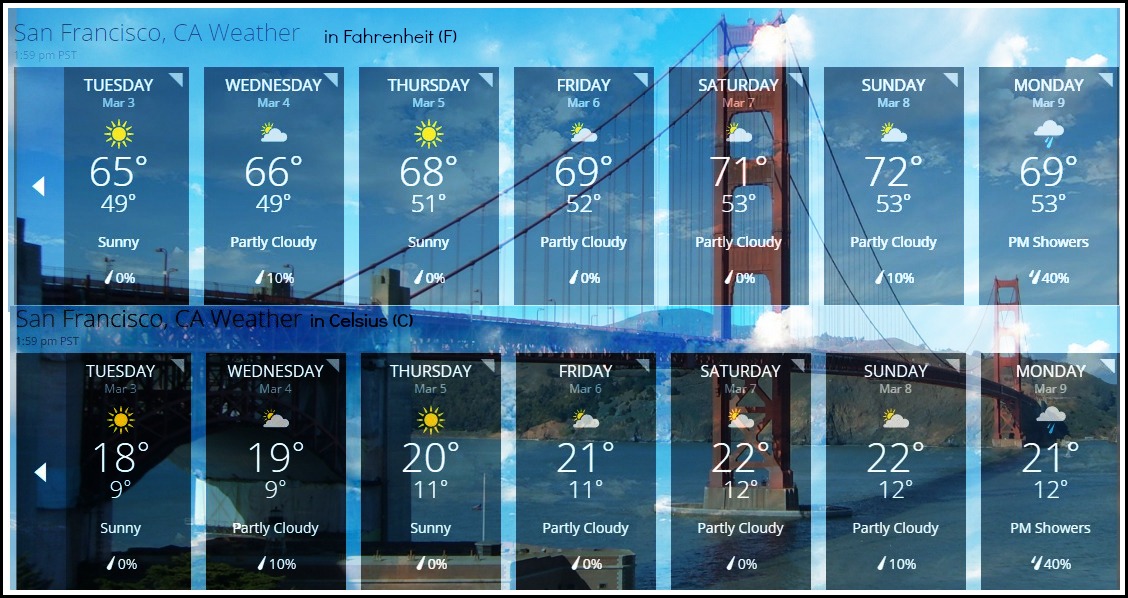 San Francisco, CA Weather in Fahrenheit (F)
1:59 pm PST
TUESDAY WEDNESDAY THURSDAY FRIDAY SATURDAY SUNDAY MONDAY
Mar 3 Mar 4 Mar 5 Mar 6 Mar 7 Mar 8 Mar 9
65° 66° 68° 69° 71° 72° 69°
49° 49° 51° 52° 53° 53° 53°
Sunny Partly Cloudy Sunny Partly Cloudy Partly Cloudy Partly Cloudy PM Showers
0% 10% 0% 0% 0% 10% 40%
San Francisco, CA Weather in Celsius (C)
1:59 pm PST
TUESDAY WEDNESDAY THURSDAY FRIDAY SATURDAY SUNDAY MONDAY
Mar 3 Mar 4 Mar 5 Mar 6 Mar 7 Mar 8 Mar 9
18° 19° 20° 21° 22° 22° 21°
9° 9° 11° 11° 12° 12° 12°
Sunny Partly Cloudy Sunny Partly Cloudy Partly Cloudy Partly Cloudy PM Showers
0% 10% 0% 0% 0% 10% 40%